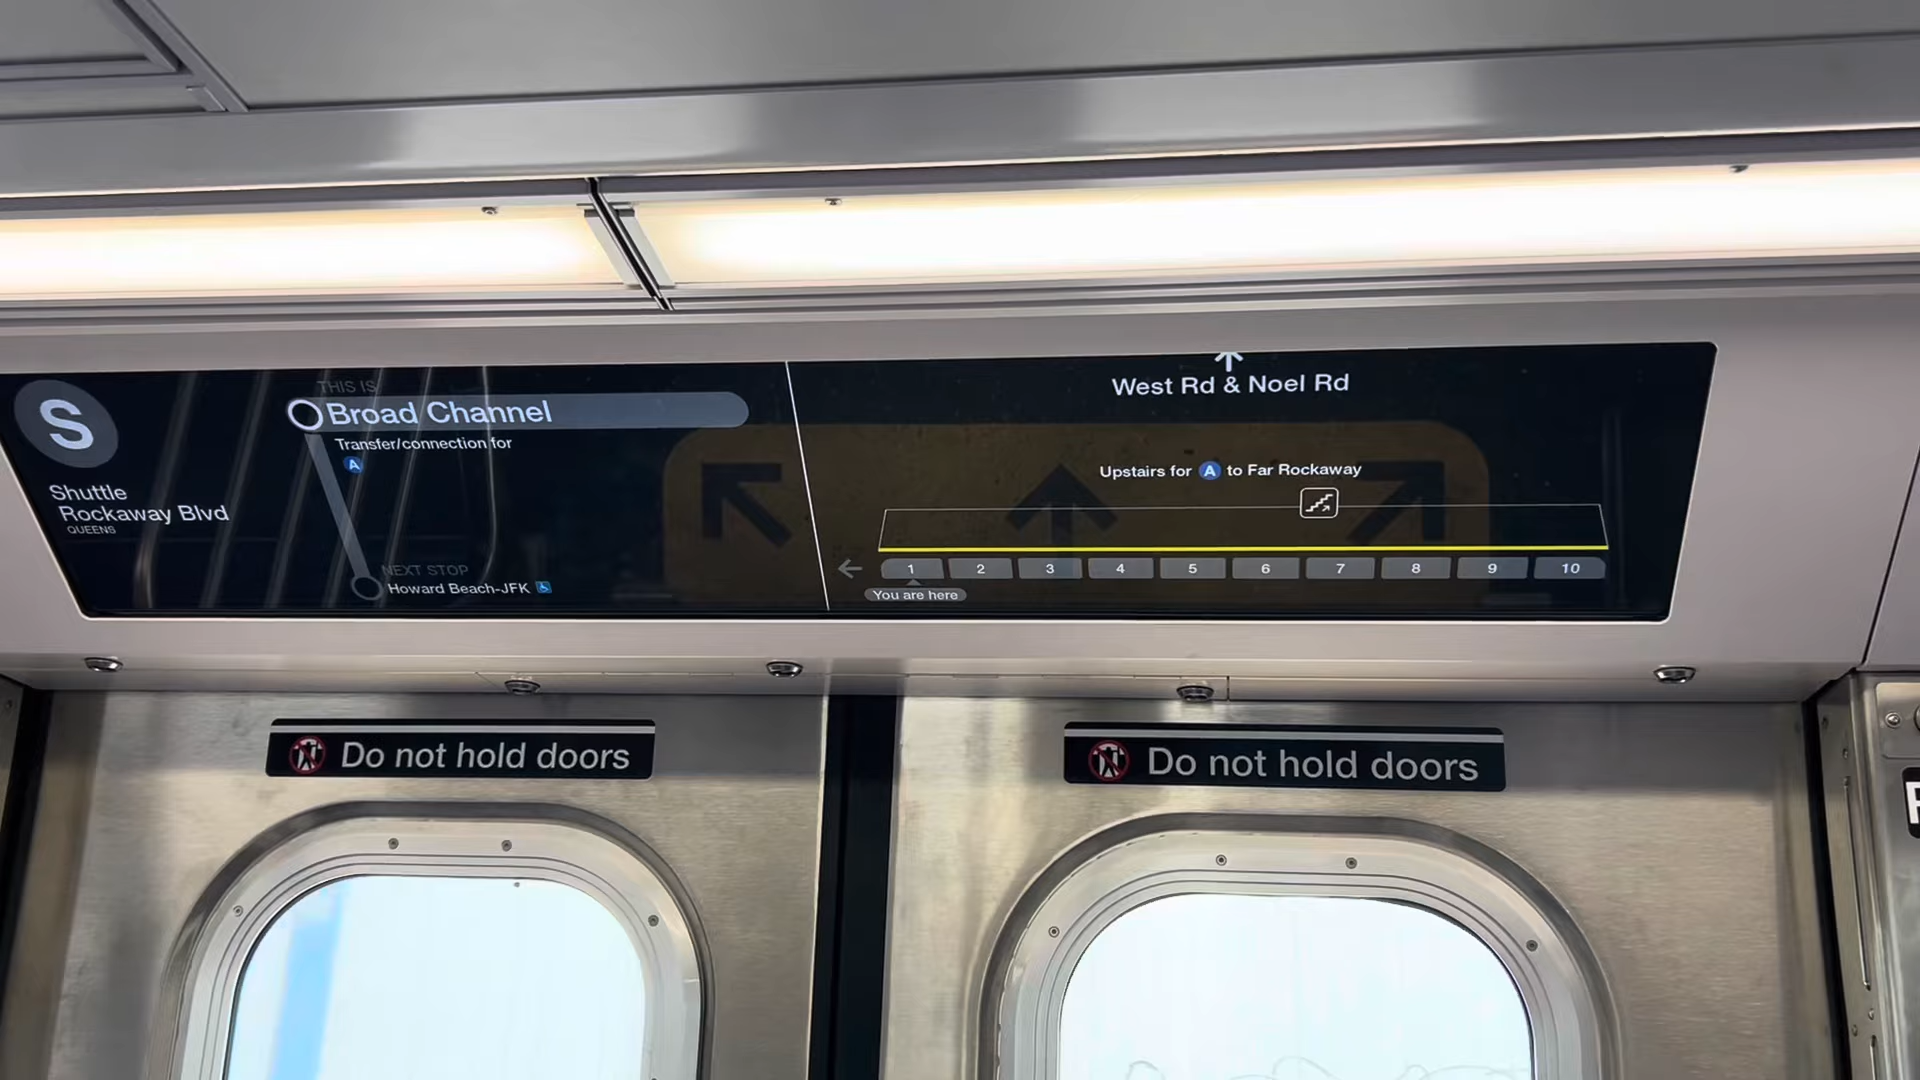 S
Shuttle
Rockaway Blvd
QUEENS
THIS IS
Broad Channel
Transfer/connection for
A
NEXT STOP
Howard Beach-JFK
West Rd & Noel Rd
Upstairs for A to Far Rockaway
1 2 3 4 5 6 7 8 9 10
You are here
Do not hold doors
Do not hold doors